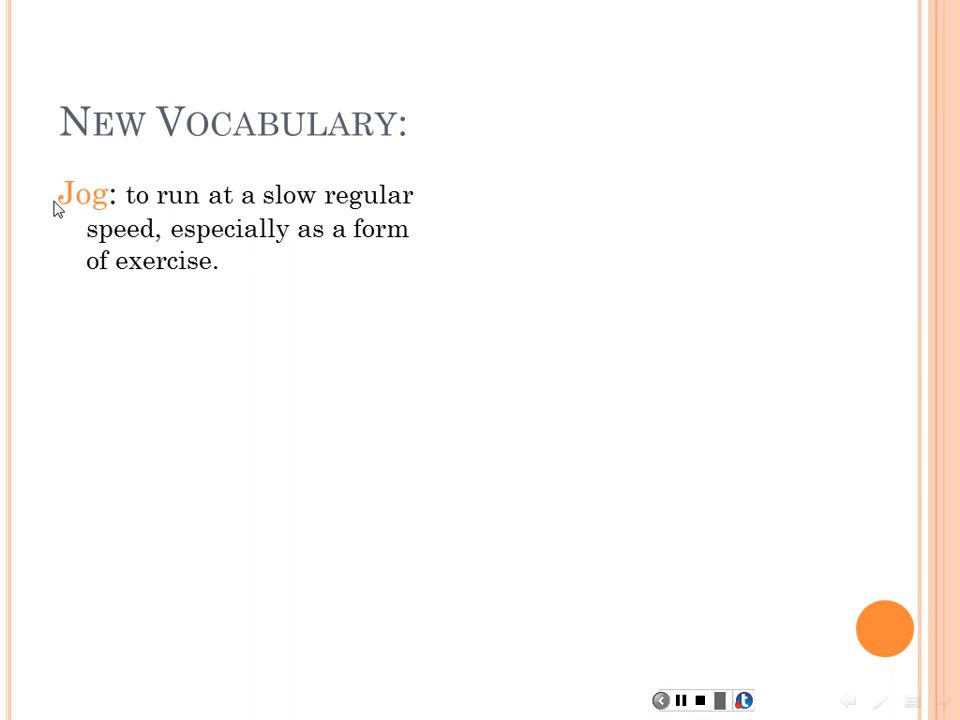 NEW VOCABULARY:
Jog: to run at a slow regular
speed, especially as a form
of exercise.